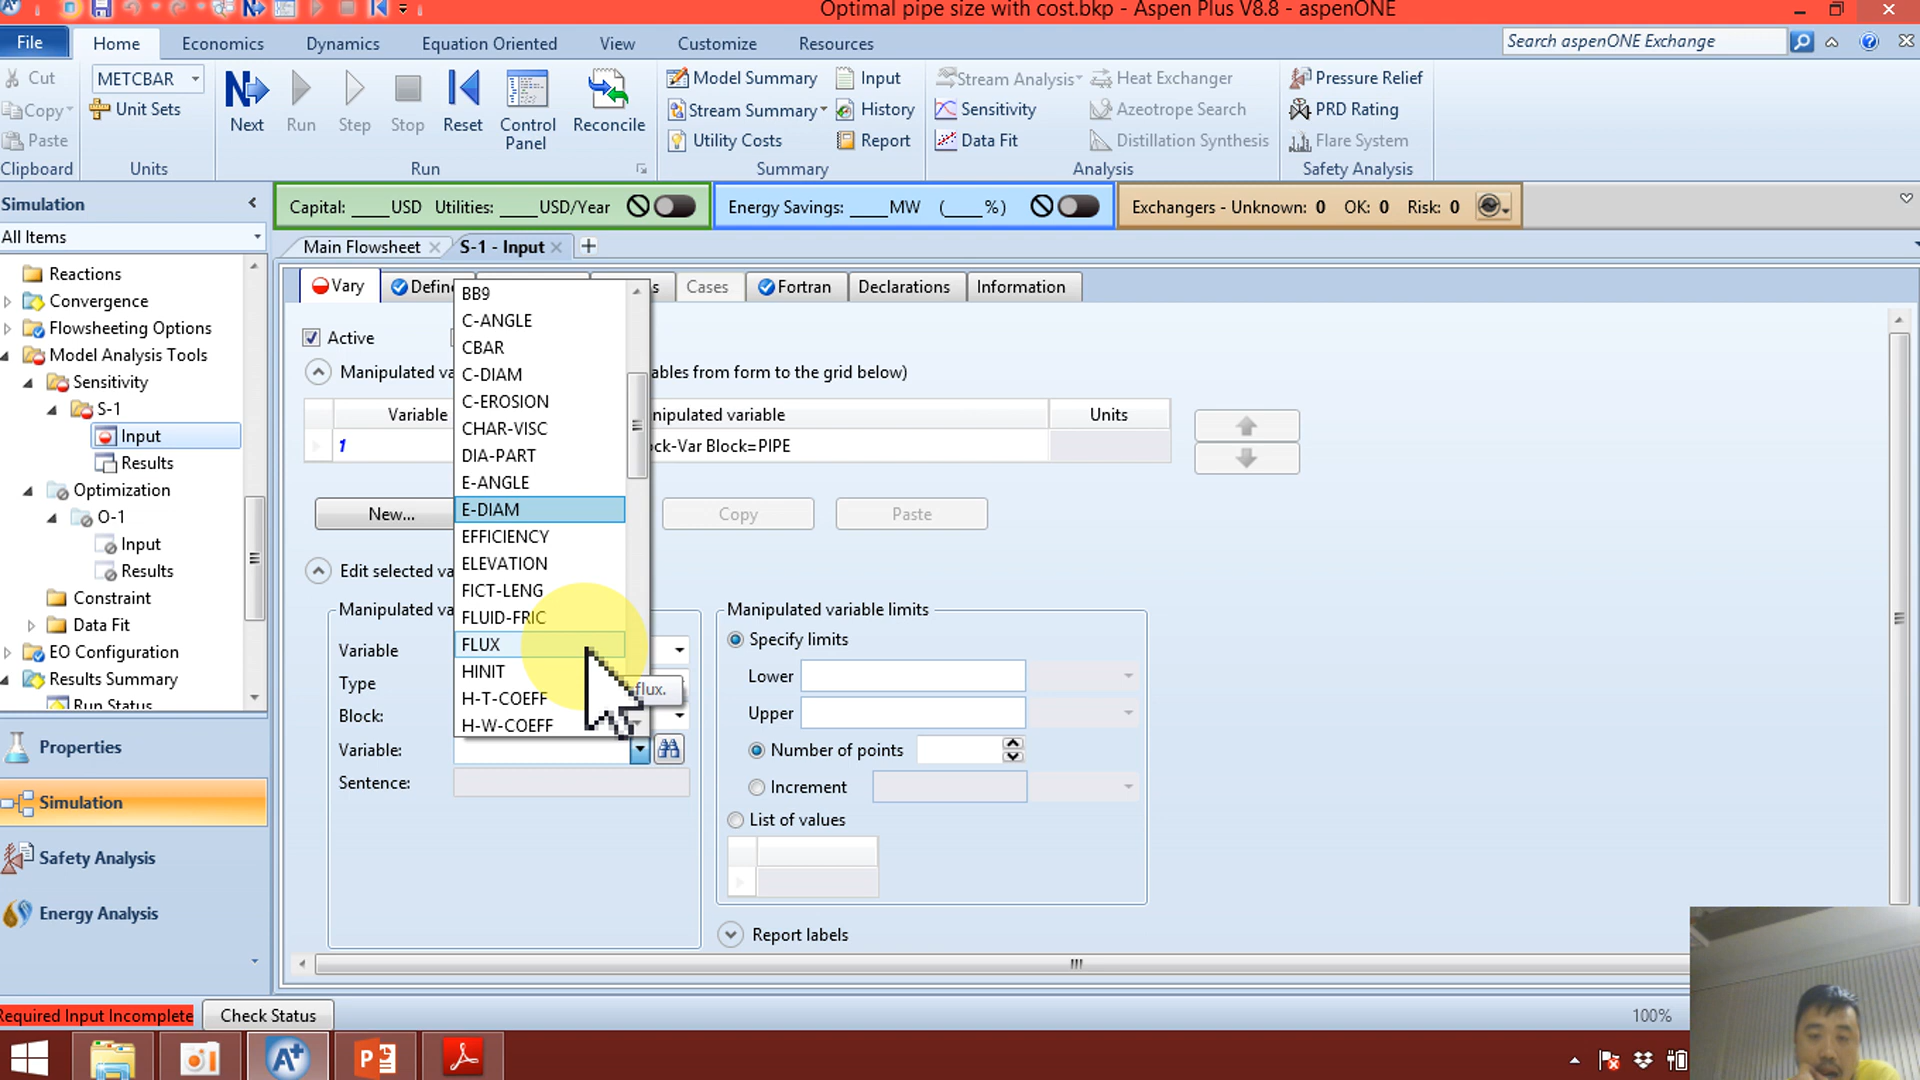 Optimal pipe size with cost.bkp - Aspen Plus V8.8 - aspenONE
File
Home
Economics
Dynamics
Equation Oriented
View
Customize
Resources
Search aspenONE Exchange
Cut
Copy
Paste
Clipboard
METCBAR
Unit Sets
Units
Next
Run
Step
Stop
Reset
Control Panel
Reconcile
Run
Model Summary
Stream Summary
Utility Costs
Input
History
Report
Summary
Stream Analysis
Sensitivity
Data Fit
Heat Exchanger
Azeotrope Search
Distillation Synthesis
Analysis
Pressure Relief
PRD Rating
Flare System
Safety Analysis
Capital: ____USD Utilities: ____USD/Year
Energy Savings: ____MW (____%)
Exchangers - Unknown: 0 OK: 0 Risk: 0
Simulation
All Items
Reactions
Convergence
Flowsheeting Options
Model Analysis Tools
Sensitivity
S-1
Input
Results
Optimization
O-1
Input
Results
Constraint
Data Fit
EO Configuration
Results Summary
Run Status
Properties
Simulation
Safety Analysis
Energy Analysis
Main Flowsheet
S-1 - Input
Vary
Define
s
Cases
Fortran
Declarations
Information
Active
Manipulated va
ables from form to the grid below)
Variable
nipulated variable
Units
1
ck-Var Block=PIPE
New...
Copy
Paste
Edit selected va
Manipulated va
Variable
Type
Block:
Variable:
Sentence:
BB9
C-ANGLE
CBAR
C-DIAM
C-EROSION
CHAR-VISC
DIA-PART
E-ANGLE
E-DIAM
EFFICIENCY
ELEVATION
FICT-LENG
FLUID-FRIC
FLUX
HINIT
H-T-COEFF
H-W-COEFF
flux.
Manipulated variable limits
Specify limits
Lower
Upper
Number of points
Increment
List of values
Report labels
Required Input Incomplete
Check Status
100%